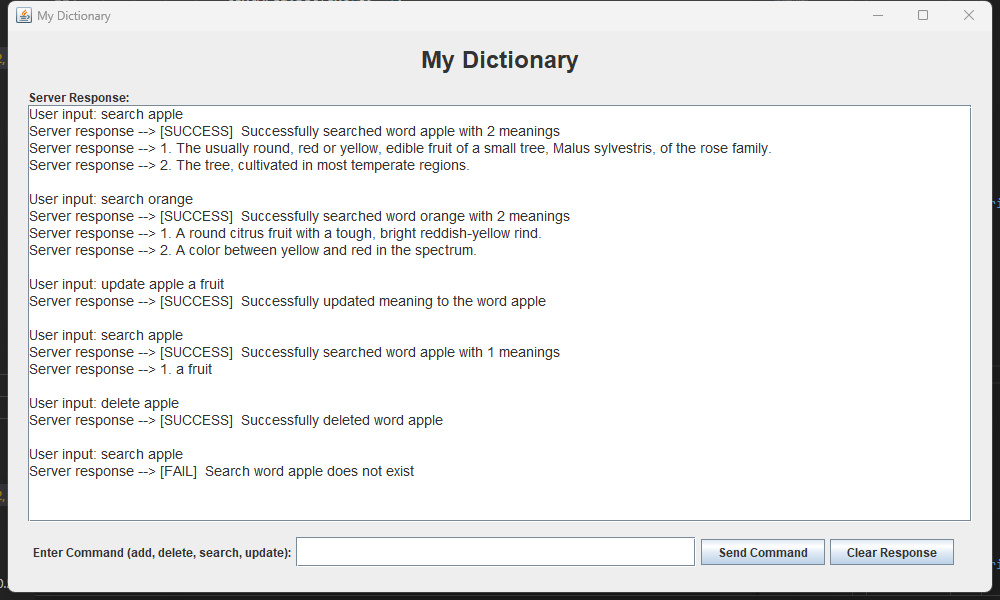 My Dictionary
My Dictionary
Server Response:
User input: search apple
Server response --> [SUCCESS]  Successfully searched word apple with 2 meanings
Server response --> 1. The usually round, red or yellow, edible fruit of a small tree, Malus sylvestris, of the rose family.
Server response --> 2. The tree, cultivated in most temperate regions.
User input: search orange
Server response --> [SUCCESS]  Successfully searched word orange with 2 meanings
Server response --> 1. A round citrus fruit with a tough, bright reddish-yellow rind.
Server response --> 2. A color between yellow and red in the spectrum.
User input: update apple a fruit
Server response --> [SUCCESS]  Successfully updated meaning to the word apple
User input: search apple
Server response --> [SUCCESS]  Successfully searched word apple with 1 meanings
Server response --> 1. a fruit
User input: delete apple
Server response --> [SUCCESS]  Successfully deleted word apple
User input: search apple
Server response --> [FAIL]  Search word apple does not exist
Enter Command (add, delete, search, update):
Send Command
Clear Response